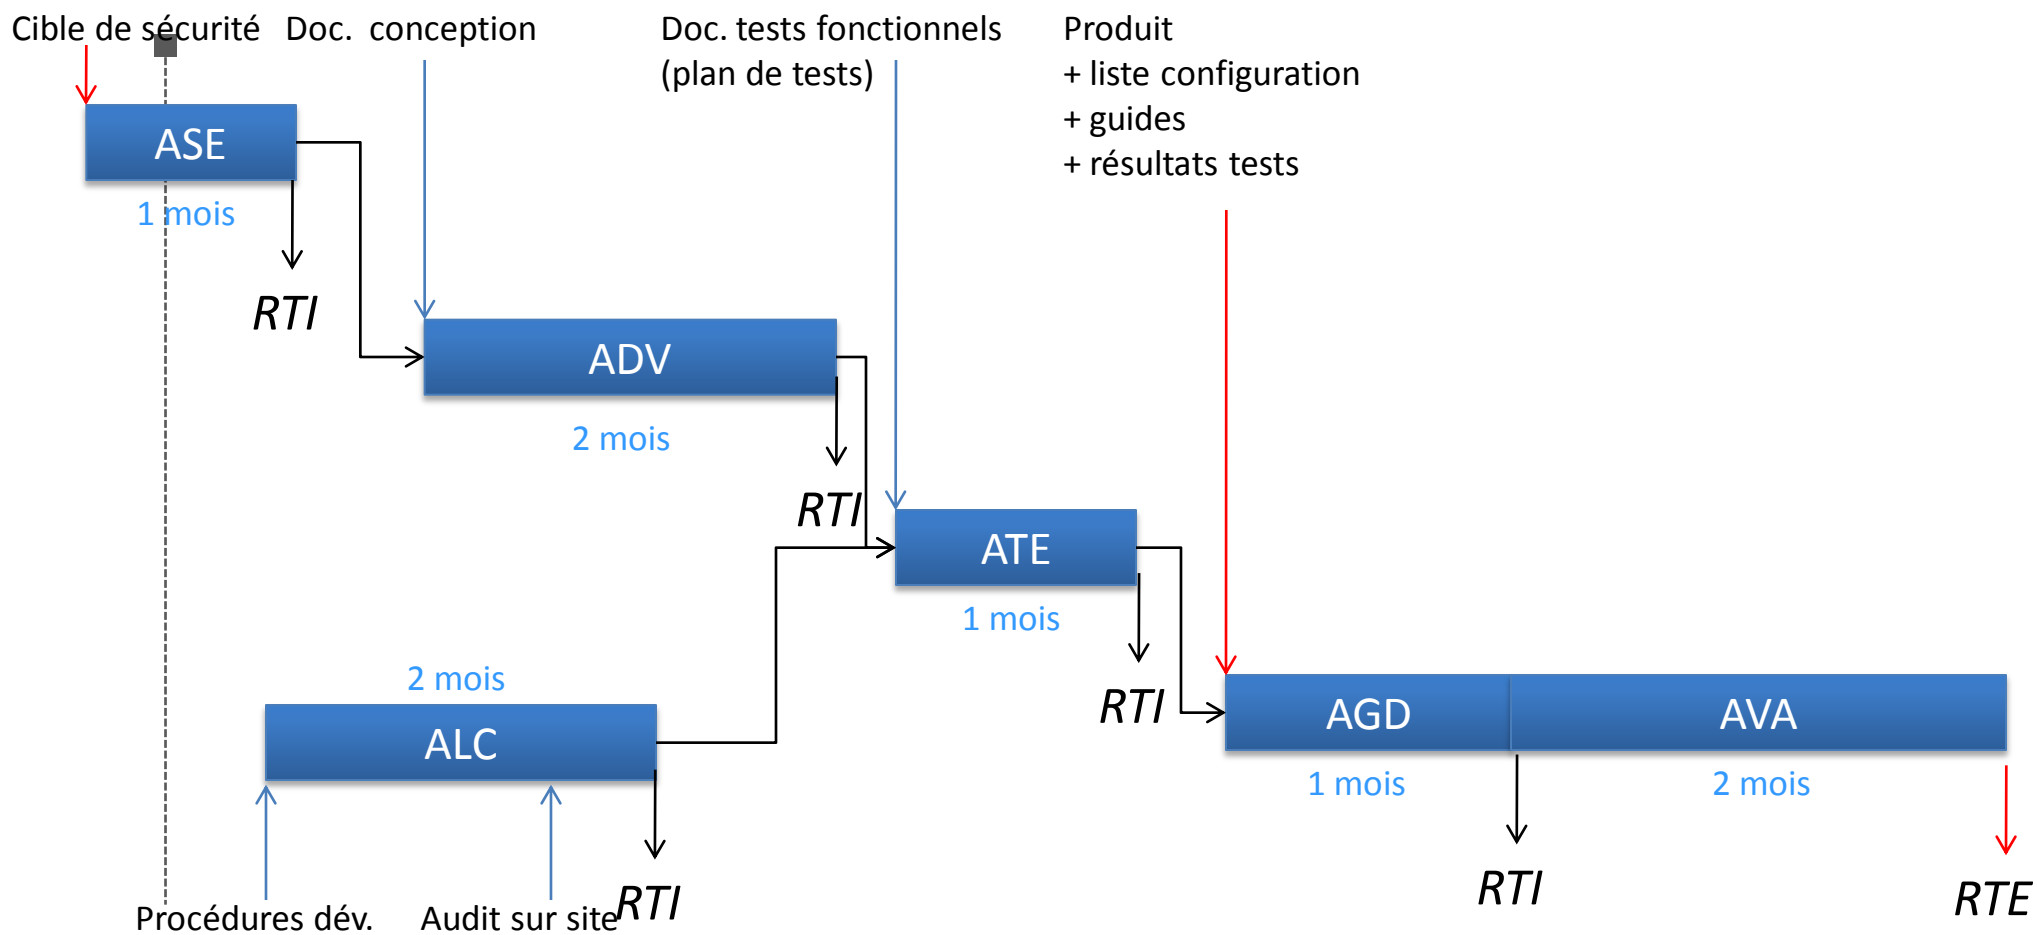 Cible de sécurité
Doc. conception
Doc. tests fonctionnels
(plan de tests)
Produit
+ liste configuration
+ guides
+ résultats tests
ASE
1 mois
RTI
ADV
2 mois
RTI
ATE
1 mois
RTI
2 mois
ALC
RTI
Procédures dév.
Audit sur site
AGD
AVA
1 mois
2 mois
RTI
RTE